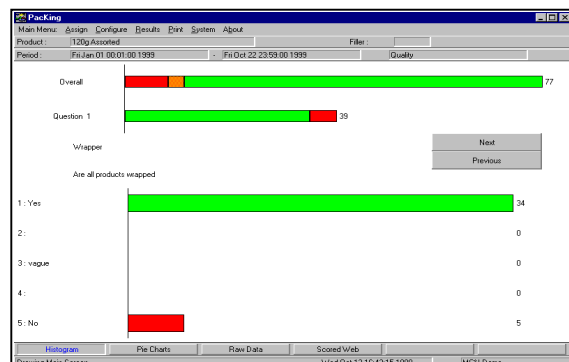 PacKing
Main Menu: Assign Configure Results Print System About
Product : 120g Assorted Filler :
Period : Fri Jan 01 00:01:00 1999 - Fri Oct 22 23:59:00 1999 Quality
Overall 77
Question 1 39
Wrapper
Next
Previous
Are all products wrapped
1 : Yes 34
2 : 0
3 : vague 0
4 : 0
5 : No 5
Histogram Pie Charts Raw Data Scored Web
Drawing Main Screen